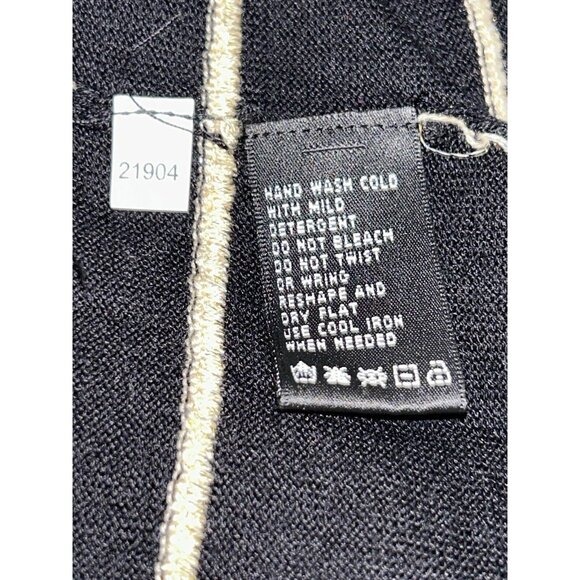 21904
HAND WASH COLD
WITH MILD
DETERGENT
DO NOT BLEACH
DO NOT TWIST
OR WRING
RESHAPE AND
DRY FLAT
USE COOL IRON
WHEN NEEDED